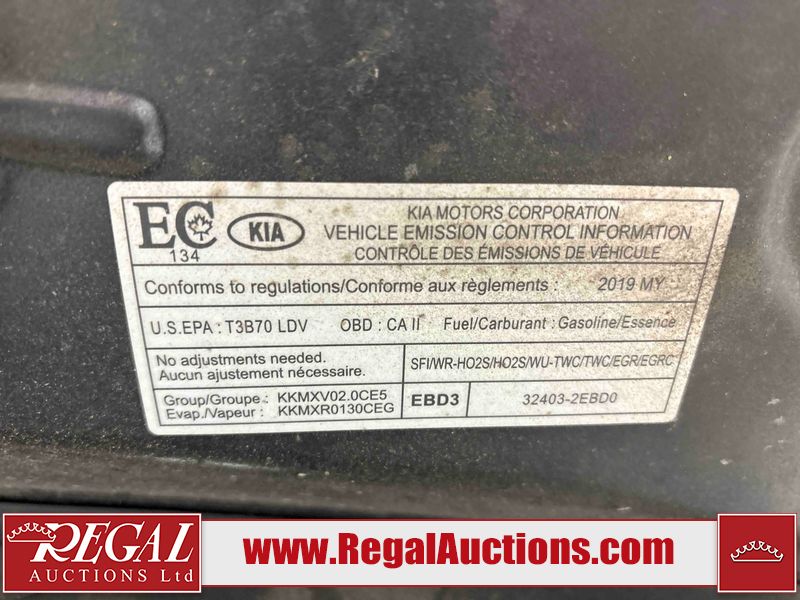 EC
134
KIA
KIA MOTORS CORPORATION
VEHICLE EMISSION CONTROL INFORMATION
CONTRÔLE DES ÉMISSIONS DE VÉHICULE
Conforms to regulations/Conforme aux règlements : 2019 MY
U.S.EPA : T3B70 LDV OBD : CA II Fuel/Carburant : Gasoline/Essence
No adjustments needed.
Aucun ajustement nécessaire.
SFI/WR-HO2S/HO2S/WU-TWC/TWC/EGR/EGRC
Group/Groupe : KKMXV02.0CE5
Evap./Vapeur : KKMXR0130CEG
EBD3
32403-2EBD0
REGAL
AUCTIONS Ltd
www.RegalAuctions.com